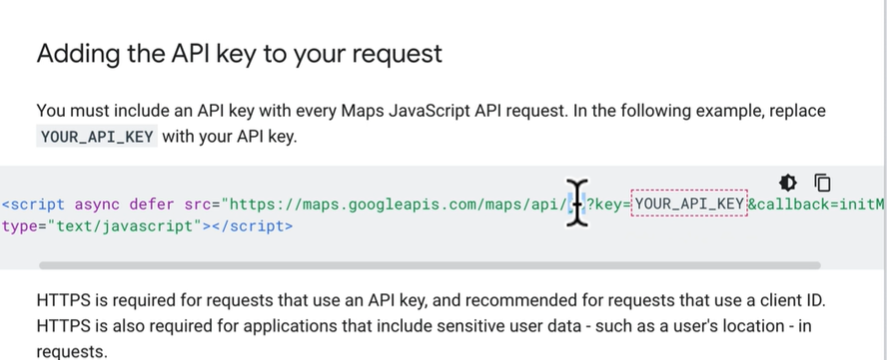 Adding the API key to your request
You must include an API key with every Maps JavaScript API request. In the following example, replace
YOUR_API_KEY with your API key.
<script async defer src="https://maps.googleapis.com/maps/api/ ?key=YOUR_API_KEY&callback=initM
type="text/javascript"></script>
HTTPS is required for requests that use an API key, and recommended for requests that use a client ID.
HTTPS is also required for applications that include sensitive user data - such as a user's location - in
requests.